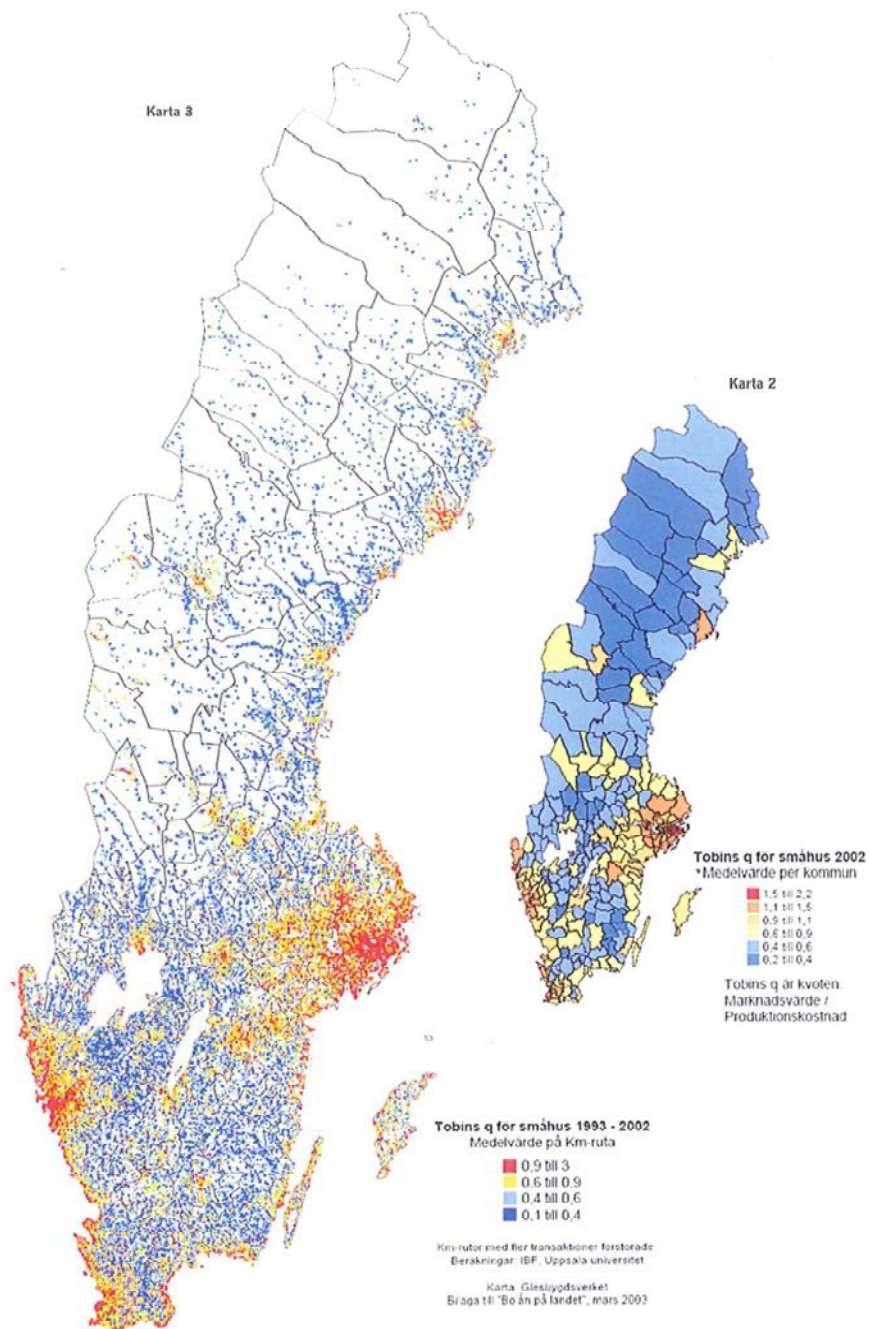 Karta 3
Karta 2
Tobins q för småhus 2002
*Medelvärde per kommun
1,5 till 2,2
1,1 till 1,5
0,9 till 1,1
0,6 till 0,9
0,4 till 0,6
0,2 till 0,4
Tobins q är kvoten:
Marknadsvärde /
Produktionskostnad
Tobins q för småhus 1993 - 2002
Medelvärde på Km-ruta
0,9 till 3
0,6 till 0,9
0,4 till 0,6
0,1 till 0,4
Km-rutor med fler transaktioner förstorade
Beräkningar: IBF, Uppsala universitet
Karta: Glesbygdsverket
Bilaga till "Bo än på landet", mars 2003